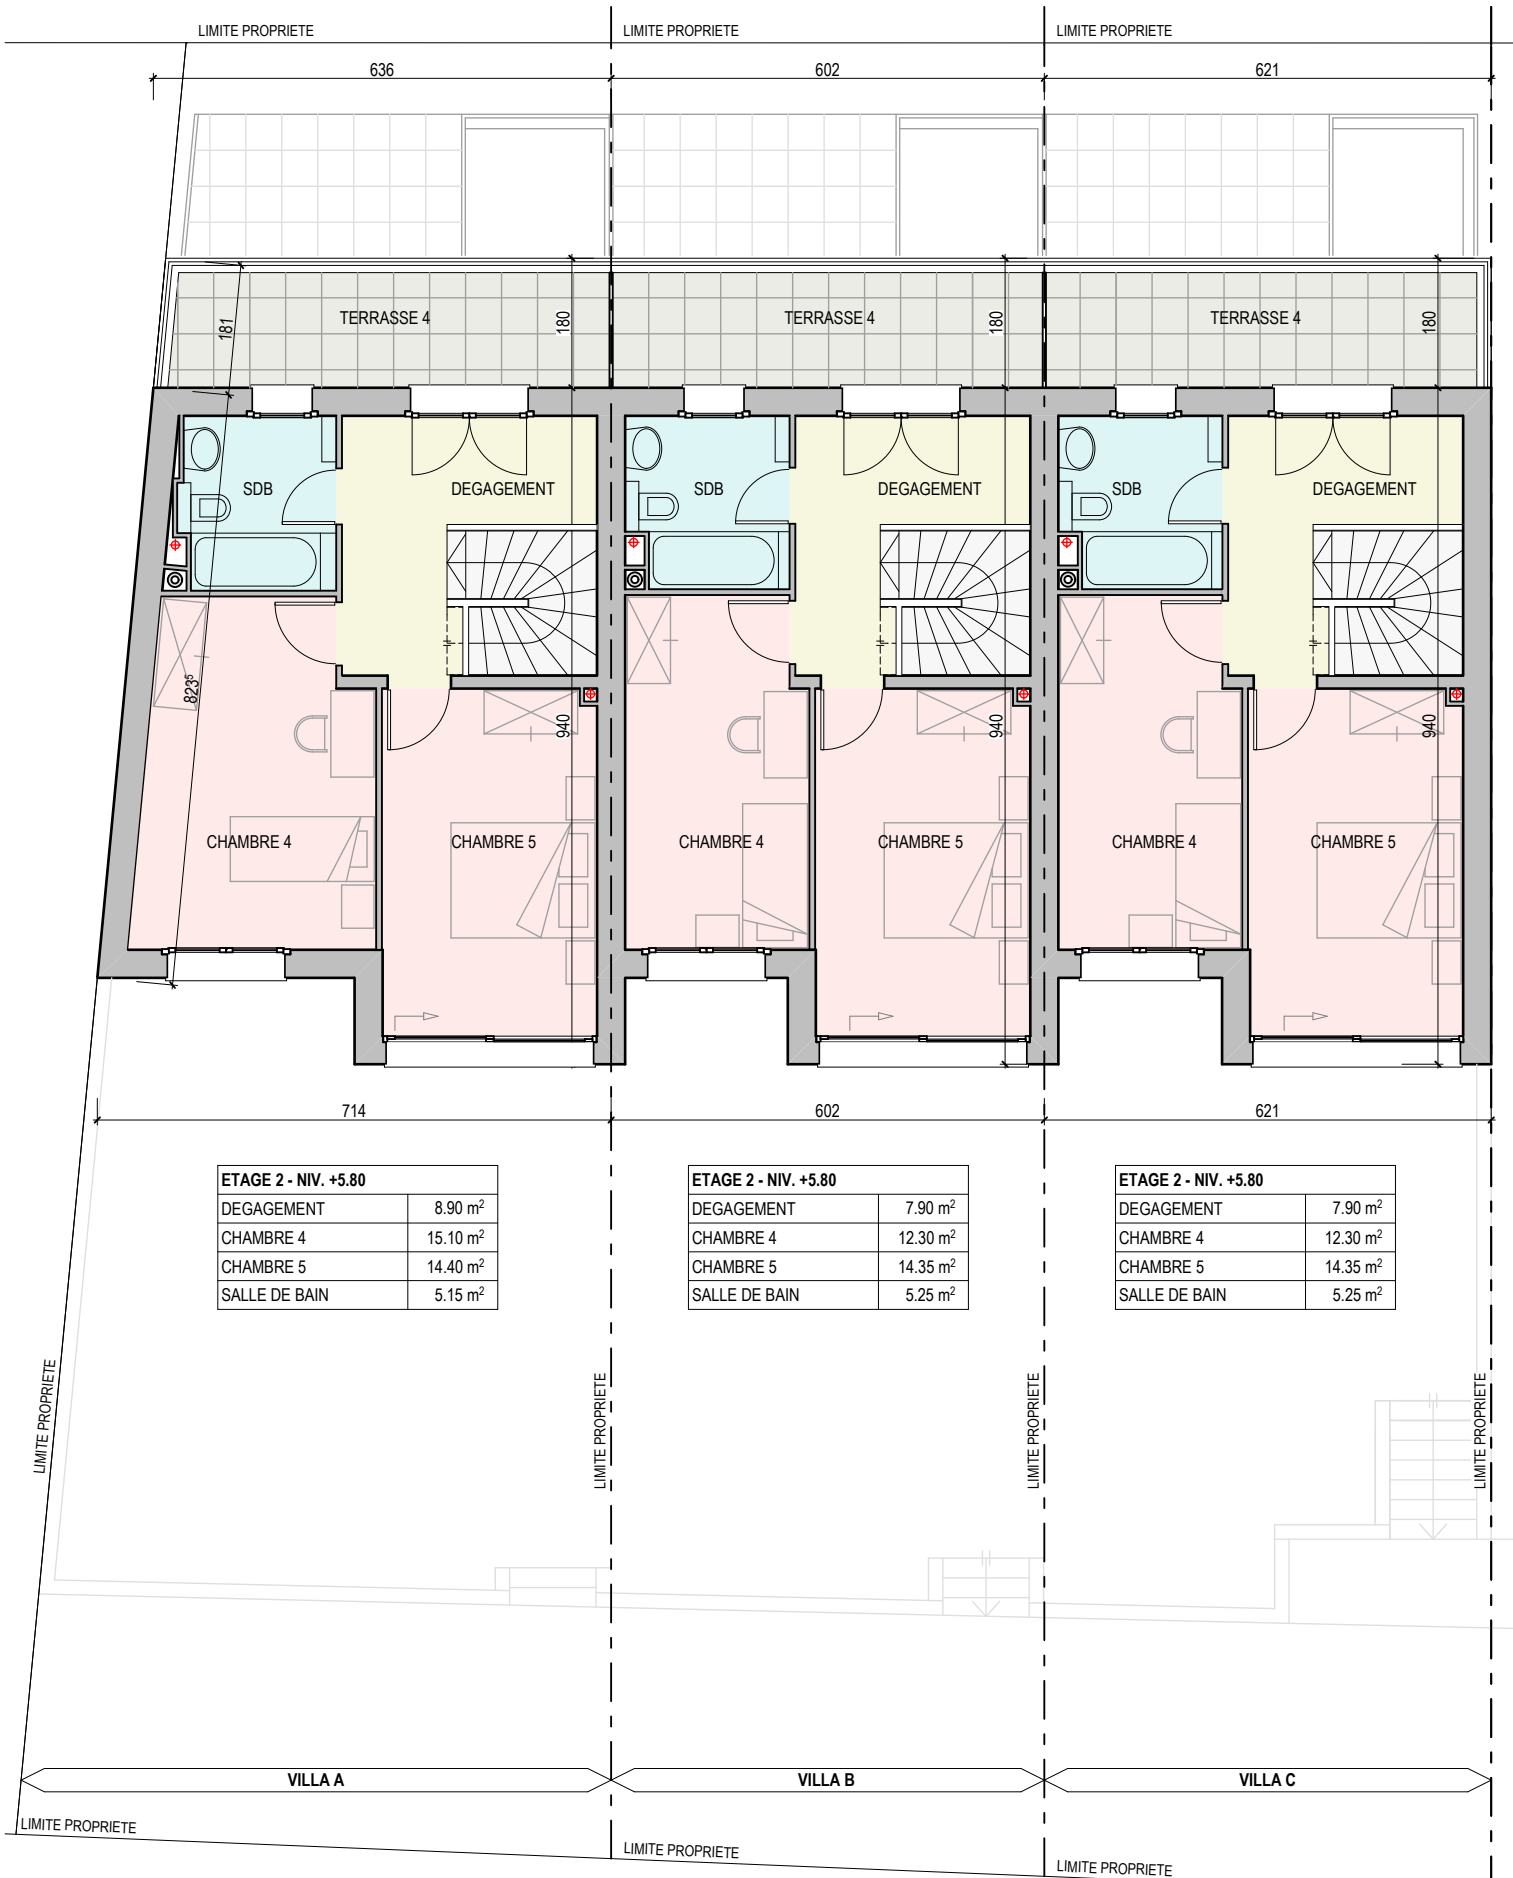 LIMITE PROPRIETE
LIMITE PROPRIETE
LIMITE PROPRIETE
636
602
621
TERRASSE 4
TERRASSE 4
TERRASSE 4
181
180
180
180
SDB
DEGAGEMENT
SDB
DEGAGEMENT
SDB
DEGAGEMENT
823⁵
940
940
940
CHAMBRE 4
CHAMBRE 5
CHAMBRE 4
CHAMBRE 5
CHAMBRE 4
CHAMBRE 5
714
602
621
ETAGE 2 - NIV. +5.80
DEGAGEMENT 8.90 m²
CHAMBRE 4 15.10 m²
CHAMBRE 5 14.40 m²
SALLE DE BAIN 5.15 m²
ETAGE 2 - NIV. +5.80
DEGAGEMENT 7.90 m²
CHAMBRE 4 12.30 m²
CHAMBRE 5 14.35 m²
SALLE DE BAIN 5.25 m²
ETAGE 2 - NIV. +5.80
DEGAGEMENT 7.90 m²
CHAMBRE 4 12.30 m²
CHAMBRE 5 14.35 m²
SALLE DE BAIN 5.25 m²
LIMITE PROPRIETE
LIMITE PROPRIETE
LIMITE PROPRIETE
LIMITE PROPRIETE
VILLA A
VILLA B
VILLA C
LIMITE PROPRIETE
LIMITE PROPRIETE
LIMITE PROPRIETE